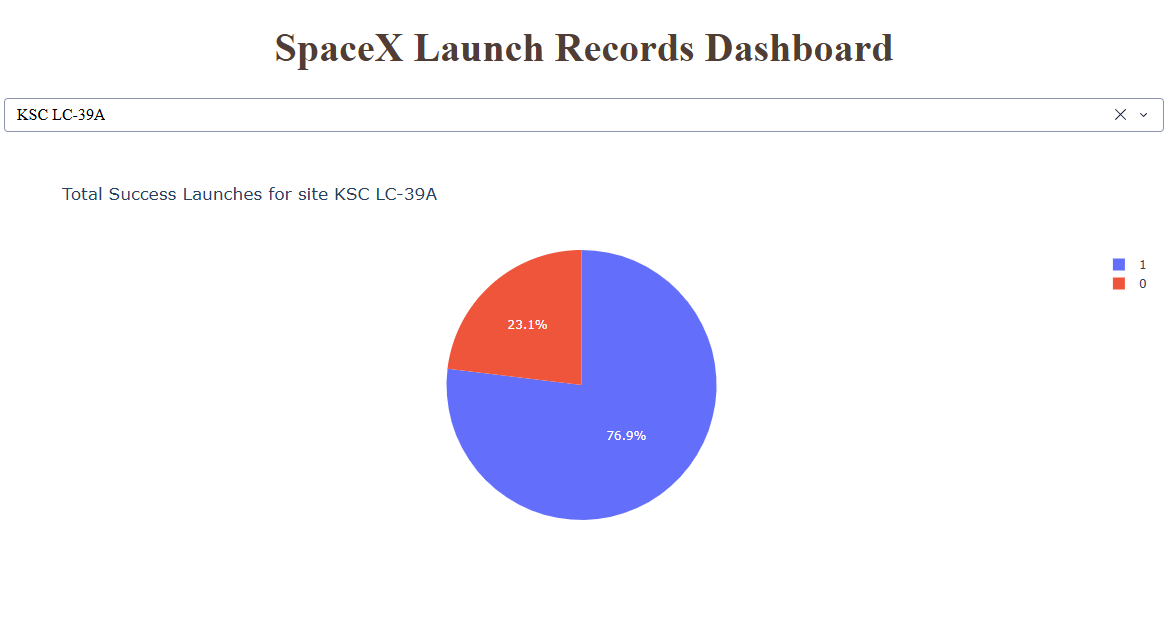 SpaceX Launch Records Dashboard
KSC LC-39A
Total Success Launches for site KSC LC-39A
1
0
23.1%
76.9%